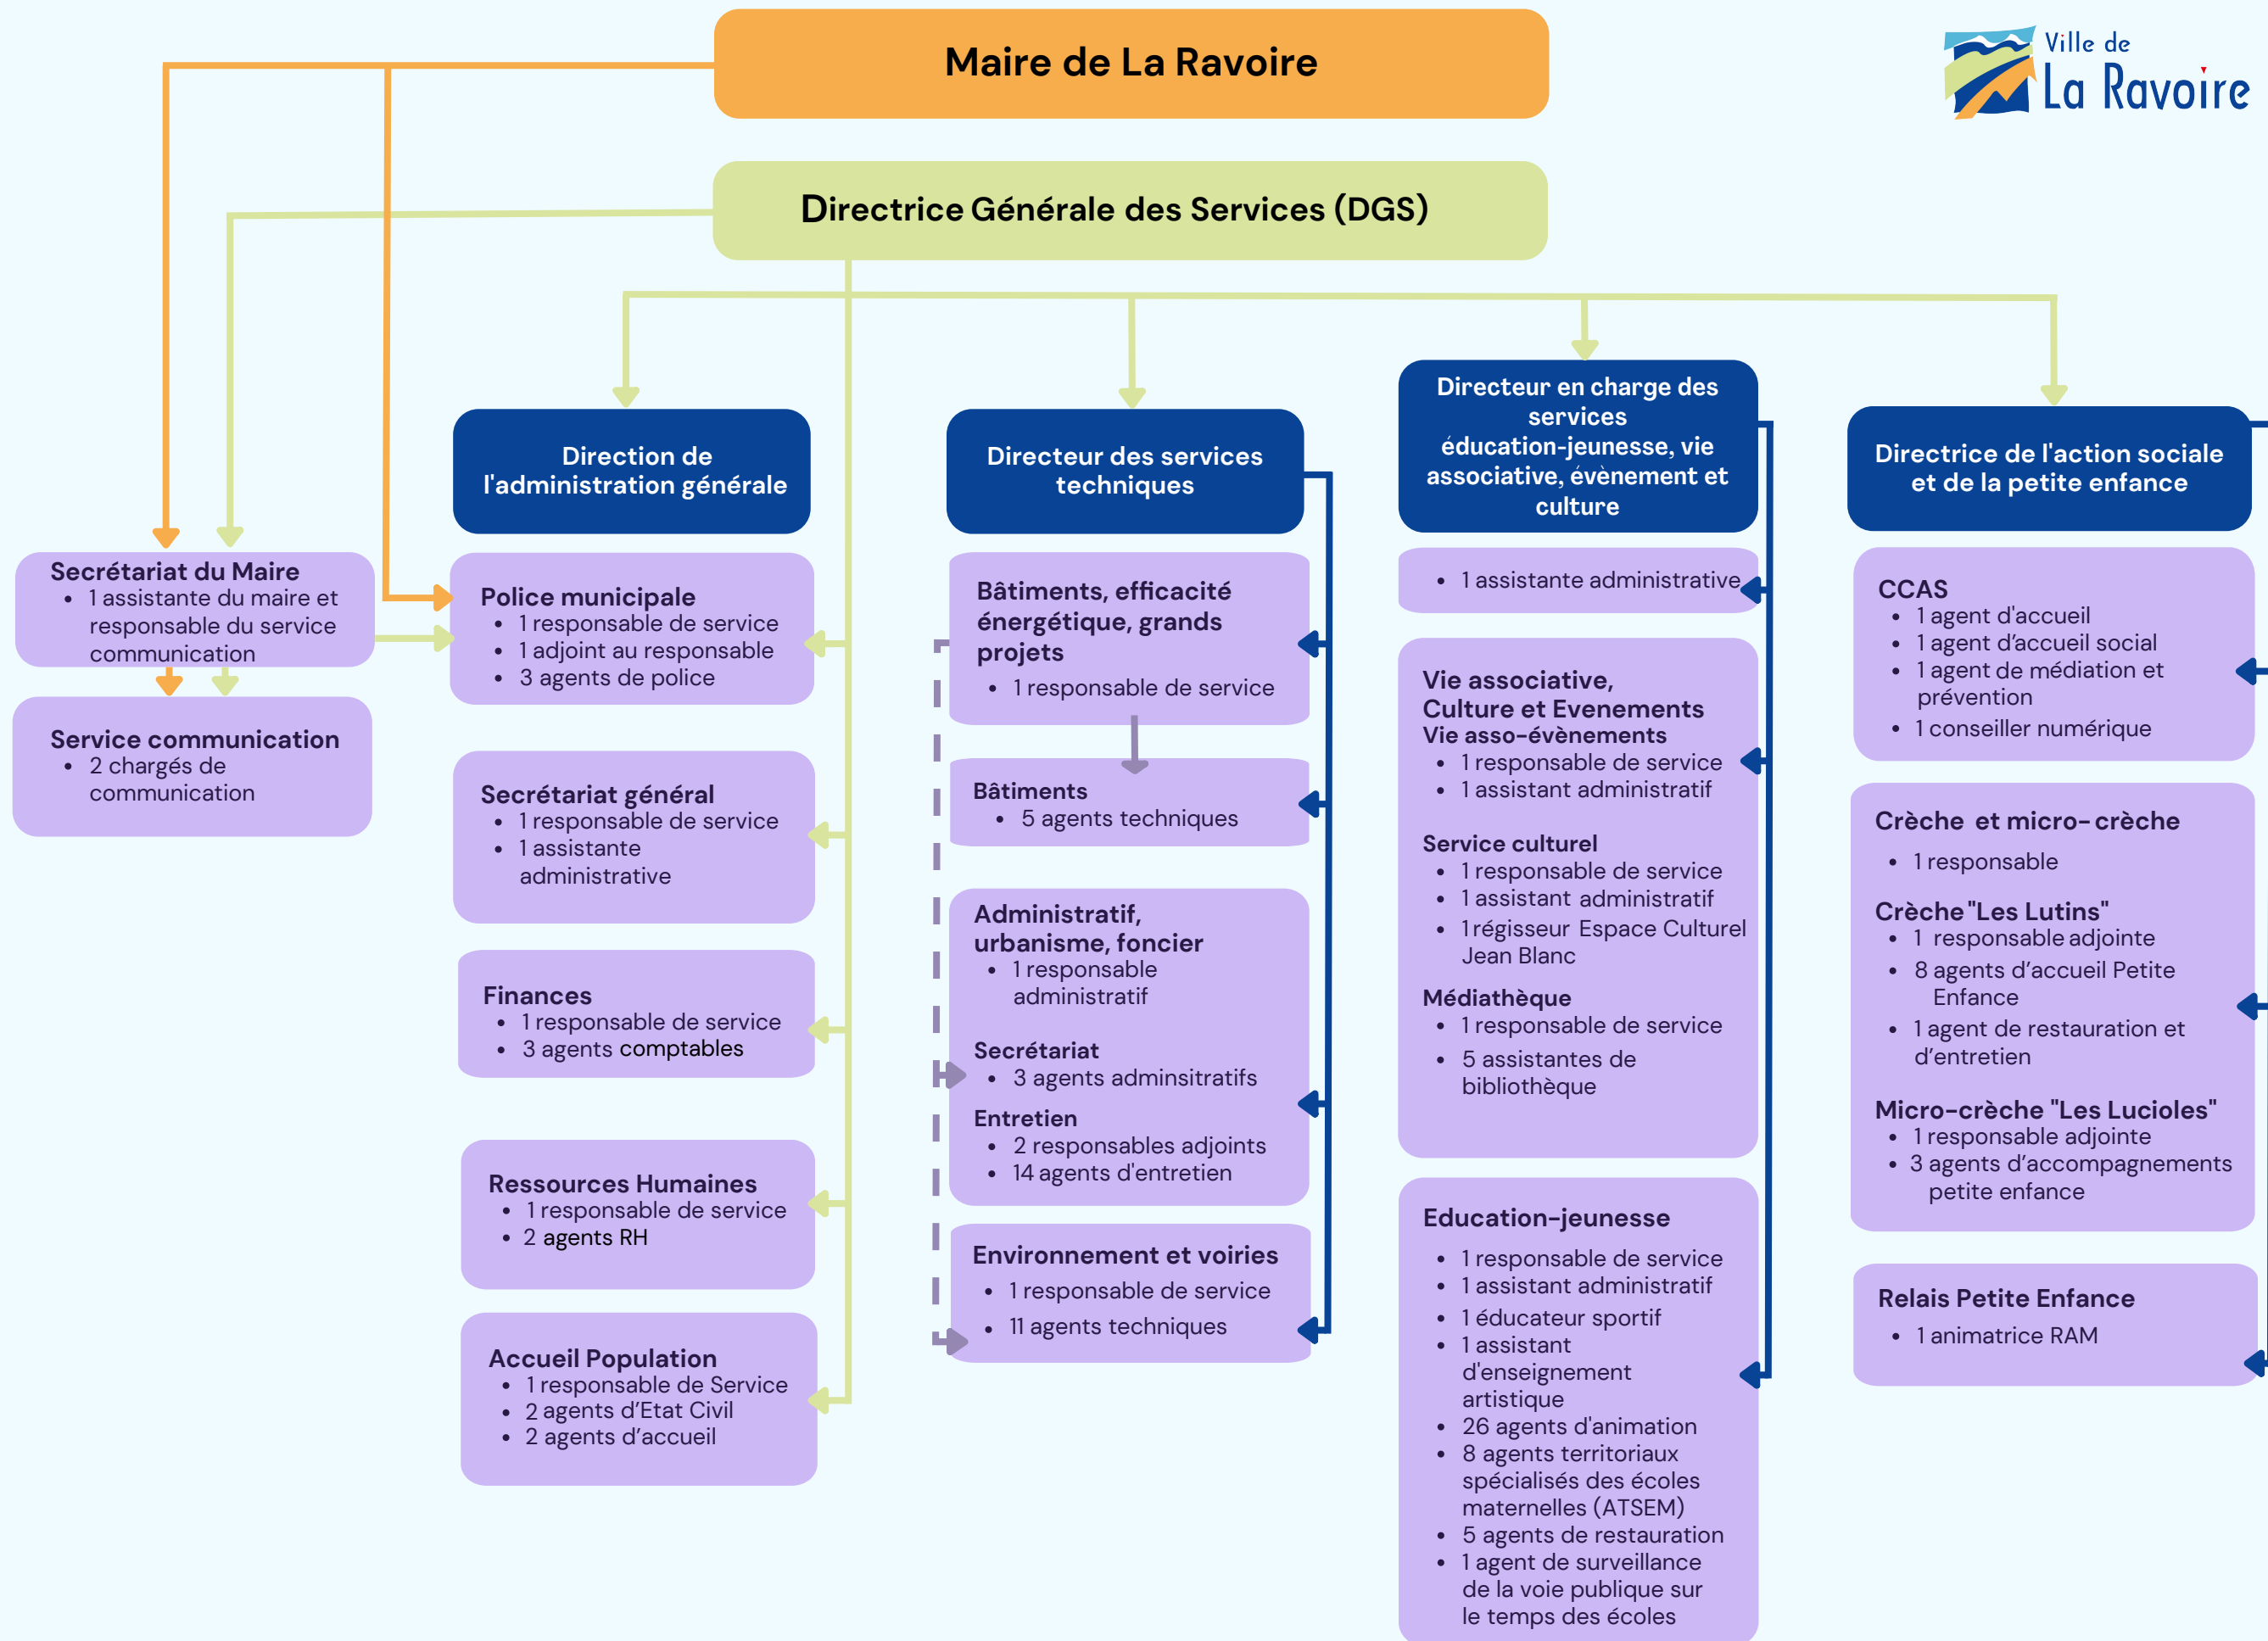 Maire de La Ravoire
Ville de
La Ravoire
Directrice Générale des Services (DGS)
Secrétariat du Maire
• 1 assistante du maire et
responsable du service
communication
Service communication
• 2 chargés de
communication
Direction de
l'administration générale
Police municipale
• 1 responsable de service
• 1 adjoint au responsable
• 3 agents de police
Secrétariat général
• 1 responsable de service
• 1 assistante
administrative
Finances
• 1 responsable de service
• 3 agents comptables
Ressources Humaines
• 1 responsable de service
• 2 agents RH
Accueil Population
• 1 responsable de Service
• 2 agents d’Etat Civil
• 2 agents d’accueil
Directeur des services
techniques
Bâtiments, efficacité
énergétique, grands
projets
• 1 responsable de service
Bâtiments
• 5 agents techniques
Administratif,
urbanisme, foncier
• 1 responsable
administratif
Secrétariat
• 3 agents adminsitratifs
Entretien
• 2 responsables adjoints
• 14 agents d'entretien
Environnement et voiries
• 1 responsable de service
• 11 agents techniques
Directeur en charge des
services
éducation-jeunesse, vie
associative, évènement et
culture
• 1 assistante administrative
Vie associative,
Culture et Evenements
Vie asso-évènements
• 1 responsable de service
• 1 assistant administratif
Service culturel
• 1 responsable de service
• 1 assistant administratif
• 1 régisseur Espace Culturel
Jean Blanc
Médiathèque
• 1 responsable de service
• 5 assistantes de
bibliothèque
Education-jeunesse
• 1 responsable de service
• 1 assistant administratif
• 1 éducateur sportif
• 1 assistant
d'enseignement
artistique
• 26 agents d'animation
• 8 agents territoriaux
spécialisés des écoles
maternelles (ATSEM)
• 5 agents de restauration
• 1 agent de surveillance
de la voie publique sur
le temps des écoles
Directrice de l'action sociale
et de la petite enfance
CCAS
• 1 agent d'accueil
• 1 agent d’accueil social
• 1 agent de médiation et
prévention
• 1 conseiller numérique
Crèche et micro-crèche
• 1 responsable
Crèche "Les Lutins"
• 1 responsable adjointe
• 8 agents d’accueil Petite
Enfance
• 1 agent de restauration et
d’entretien
Micro-crèche "Les Lucioles"
• 1 responsable adjointe
• 3 agents d’accompagnements
petite enfance
Relais Petite Enfance
• 1 animatrice RAM